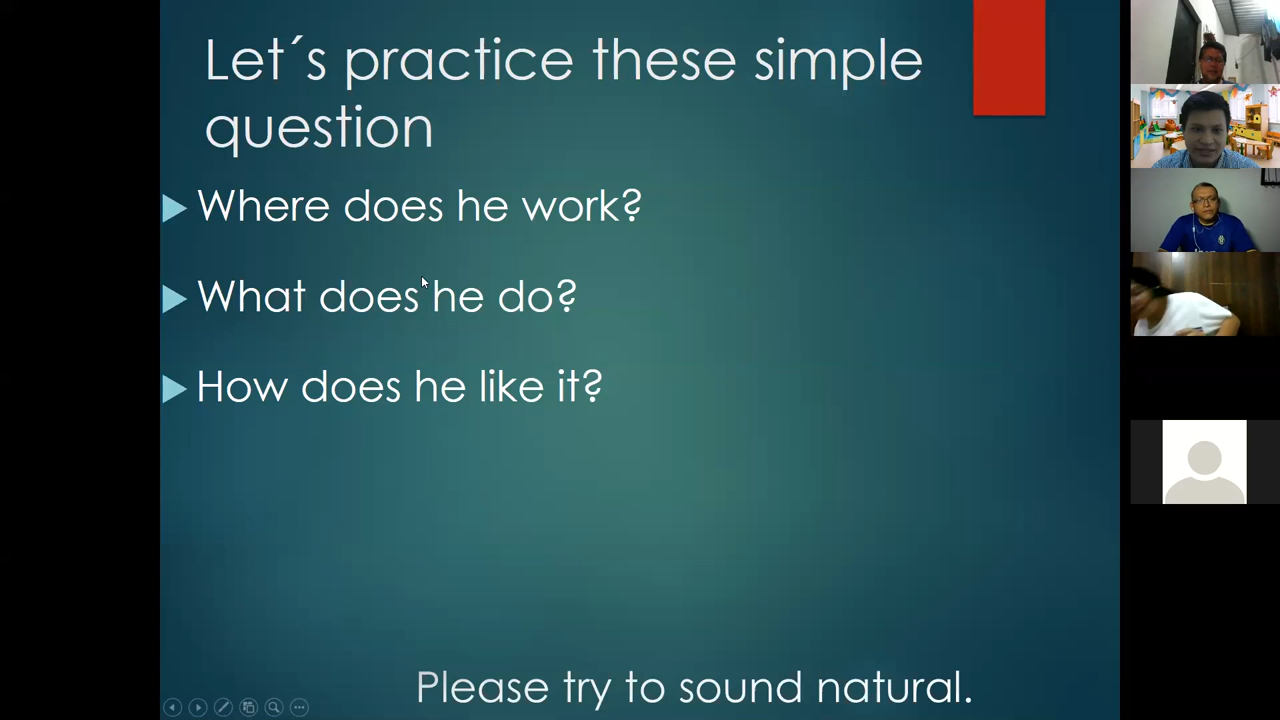 Let´s practice these simple
question
Where does he work?
What does he do?
How does he like it?
Please try to sound natural.